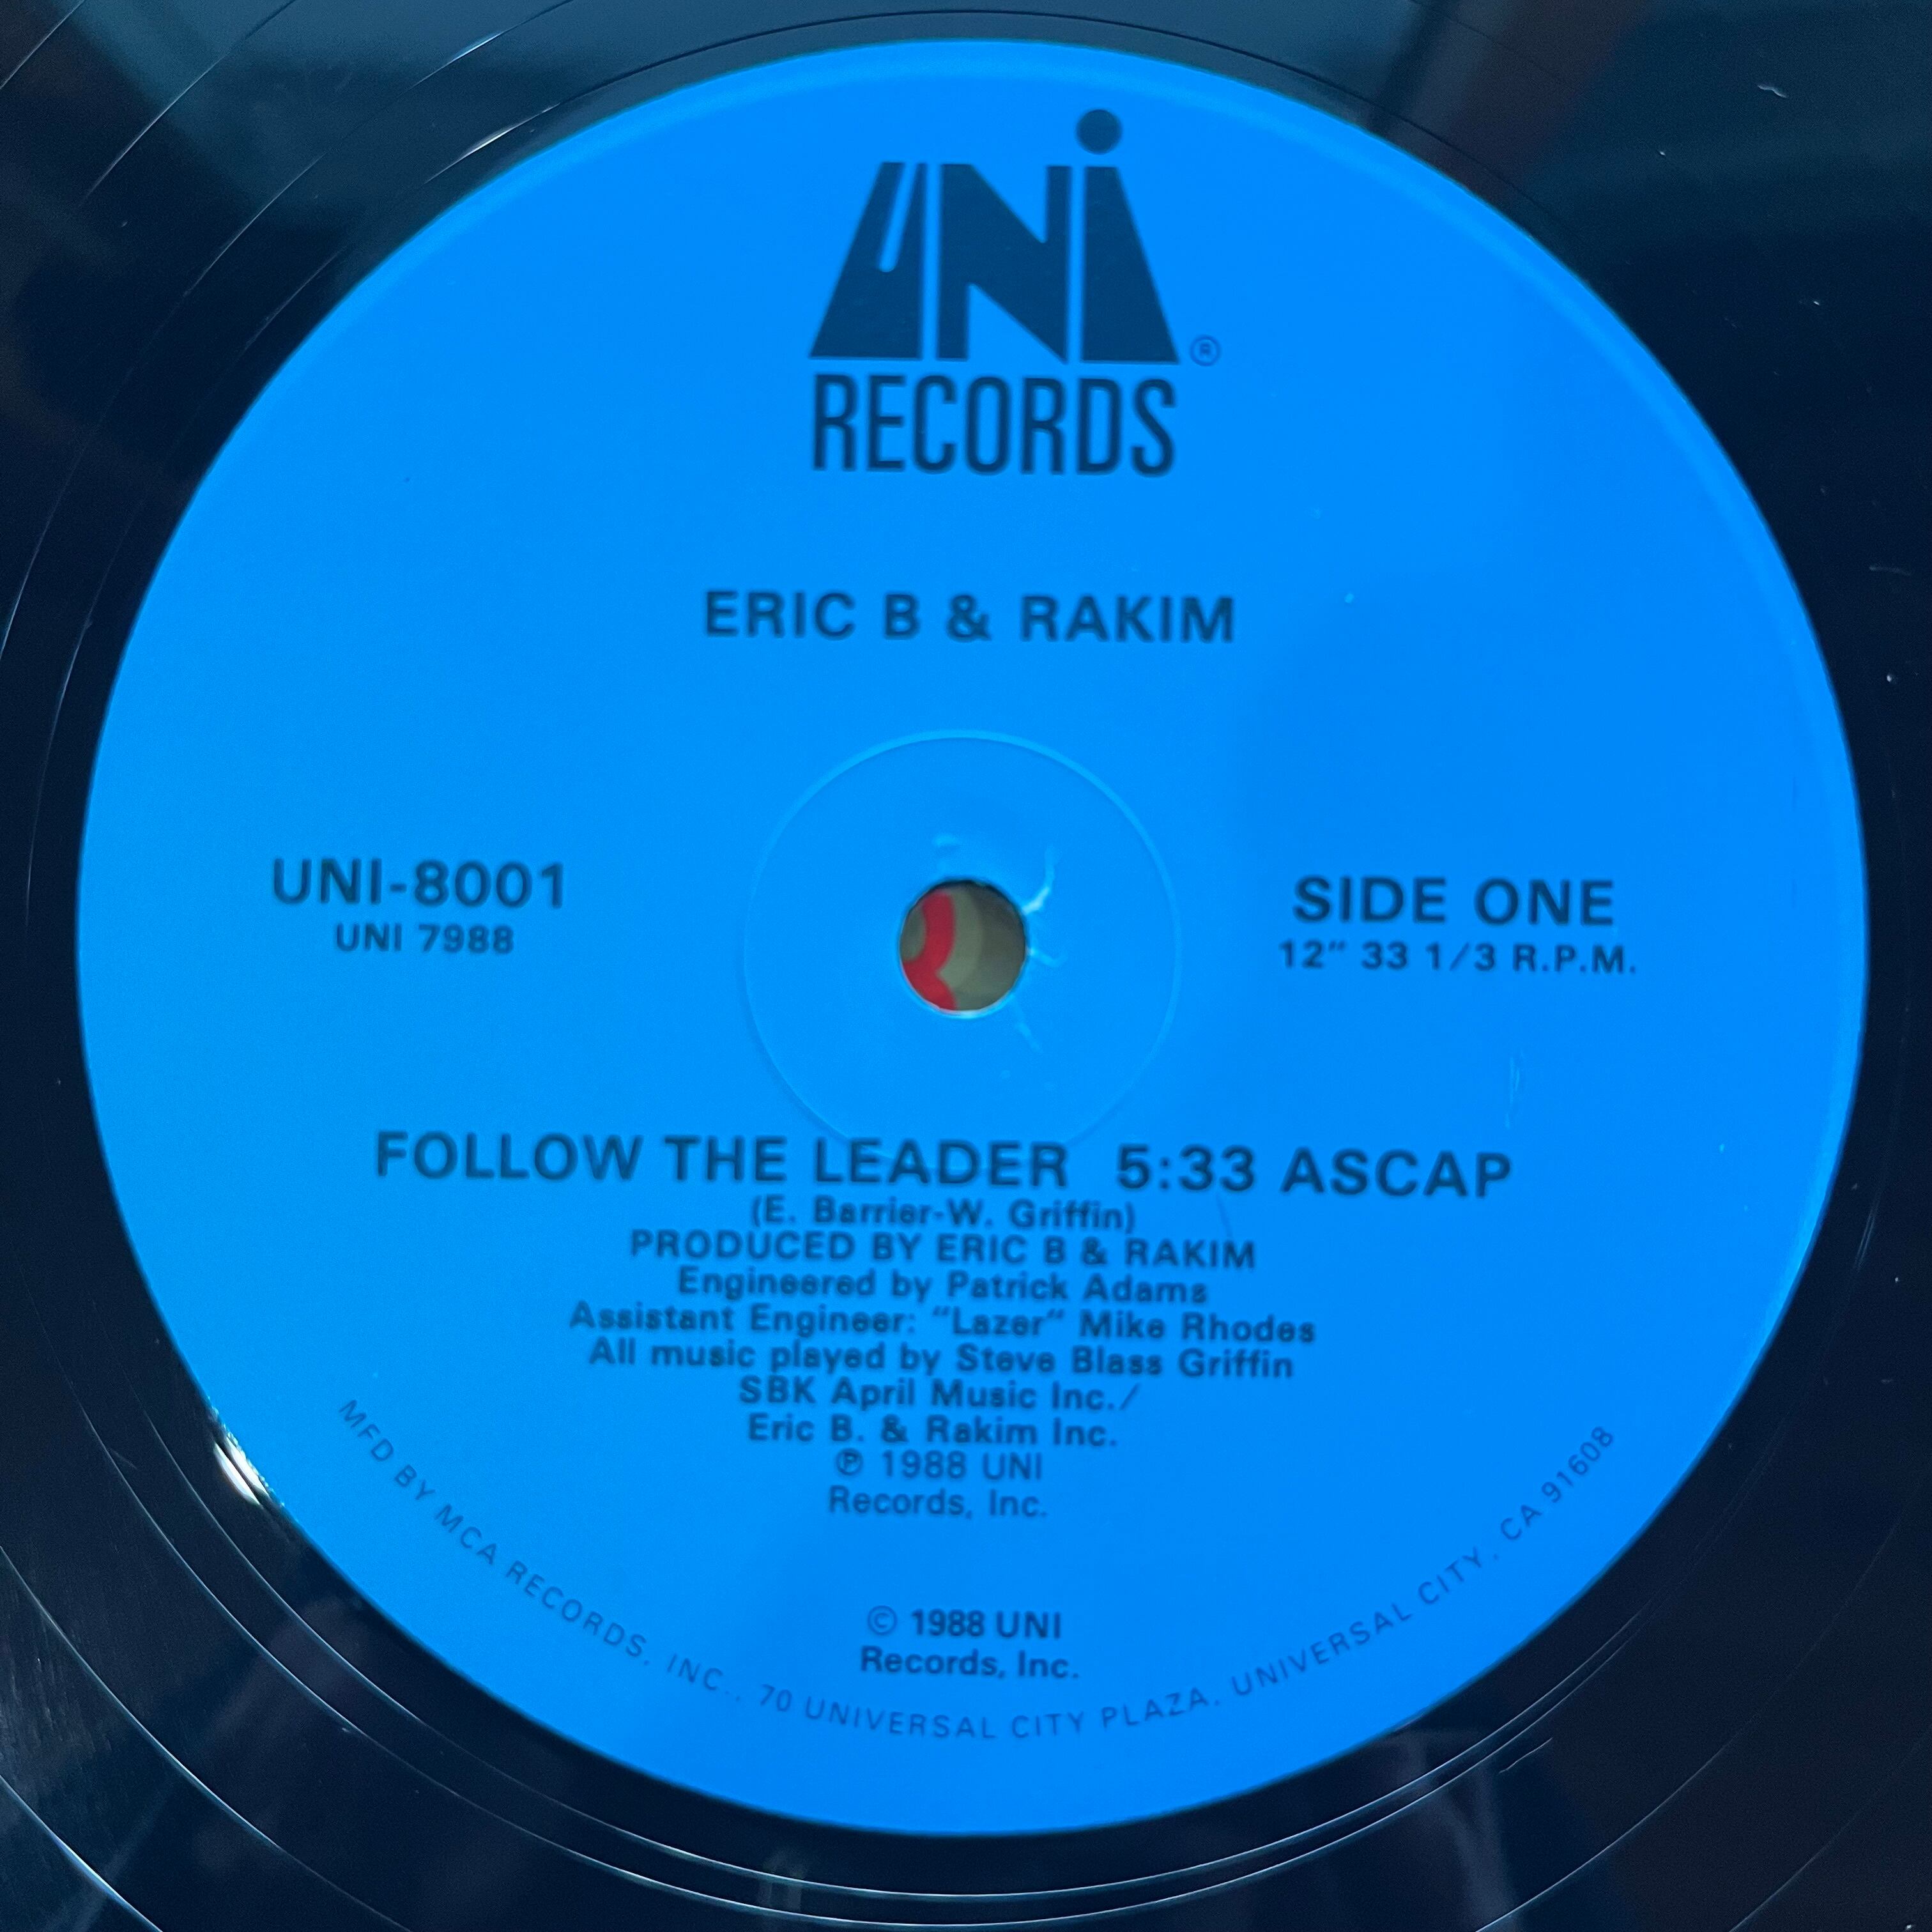 UNI ®
RECORDS
ERIC B & RAKIM
UNI-8001
UNI 7988
SIDE ONE
12" 33 1/3 R.P.M.
FOLLOW THE LEADER 5:33 ASCAP
(E. Barrier-W. Griffin)
PRODUCED BY ERIC B & RAKIM
Engineered by Patrick Adams
Assistant Engineer: "Lazer" Mike Rhodes
All music played by Steve Blass Griffin
SBK April Music Inc./
Eric B. & Rakim Inc.
℗ 1988 UNI
Records, Inc.
© 1988 UNI
Records, Inc.
MFD BY MCA RECORDS, INC., 70 UNIVERSAL CITY PLAZA, UNIVERSAL CITY, CA 91608